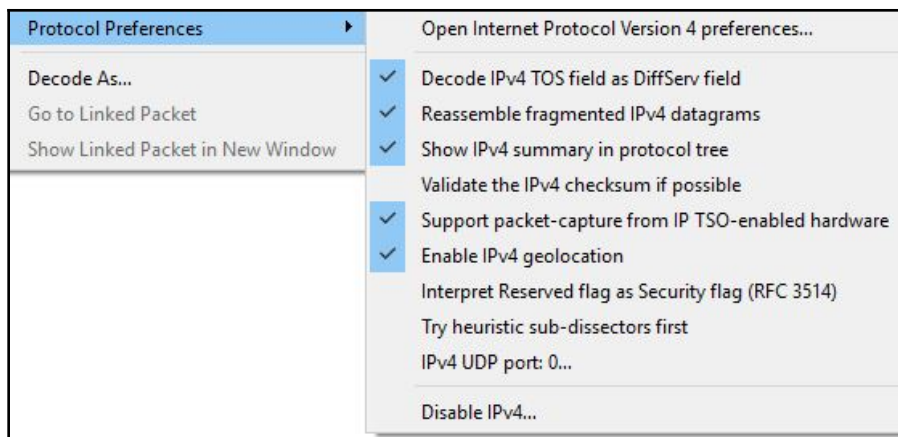 Protocol Preferences
Decode As...
Go to Linked Packet
Show Linked Packet in New Window
Open Internet Protocol Version 4 preferences...
Decode IPv4 TOS field as DiffServ field
Reassemble fragmented IPv4 datagrams
Show IPv4 summary in protocol tree
Validate the IPv4 checksum if possible
Support packet-capture from IP TSO-enabled hardware
Enable IPv4 geolocation
Interpret Reserved flag as Security flag (RFC 3514)
Try heuristic sub-dissectors first
IPv4 UDP port: 0...
Disable IPv4...